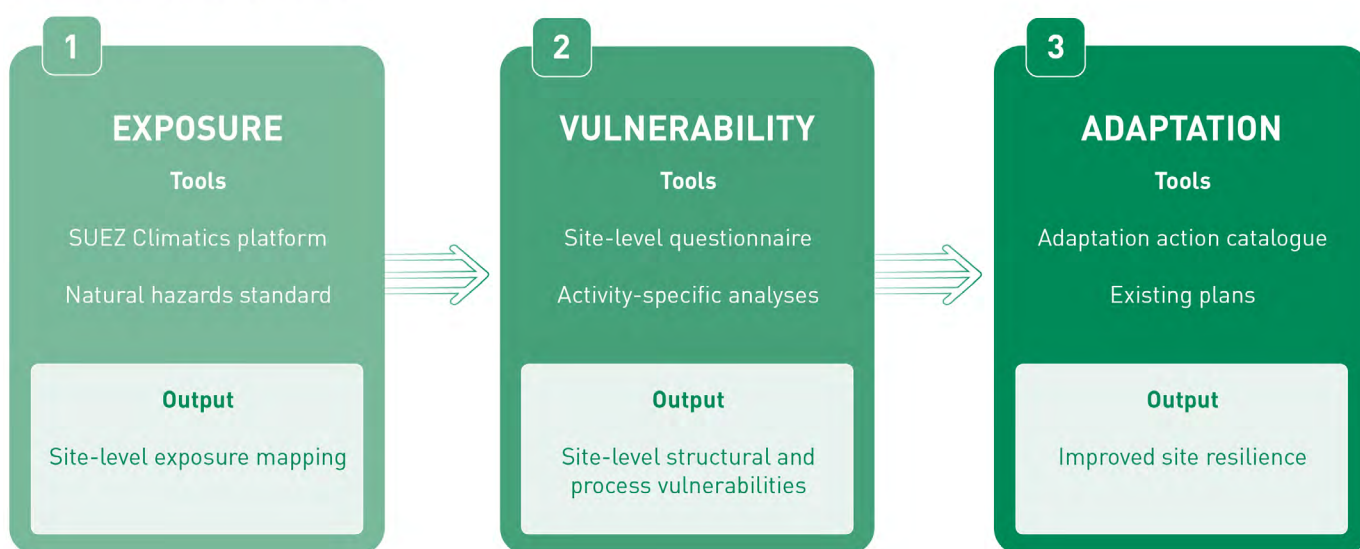 1
EXPOSURE
Tools
SUEZ Climatics platform
Natural hazards standard
Output
Site-level exposure mapping
2
VULNERABILITY
Tools
Site-level questionnaire
Activity-specific analyses
Output
Site-level structural and
process vulnerabilities
3
ADAPTATION
Tools
Adaptation action catalogue
Existing plans
Output
Improved site resilience